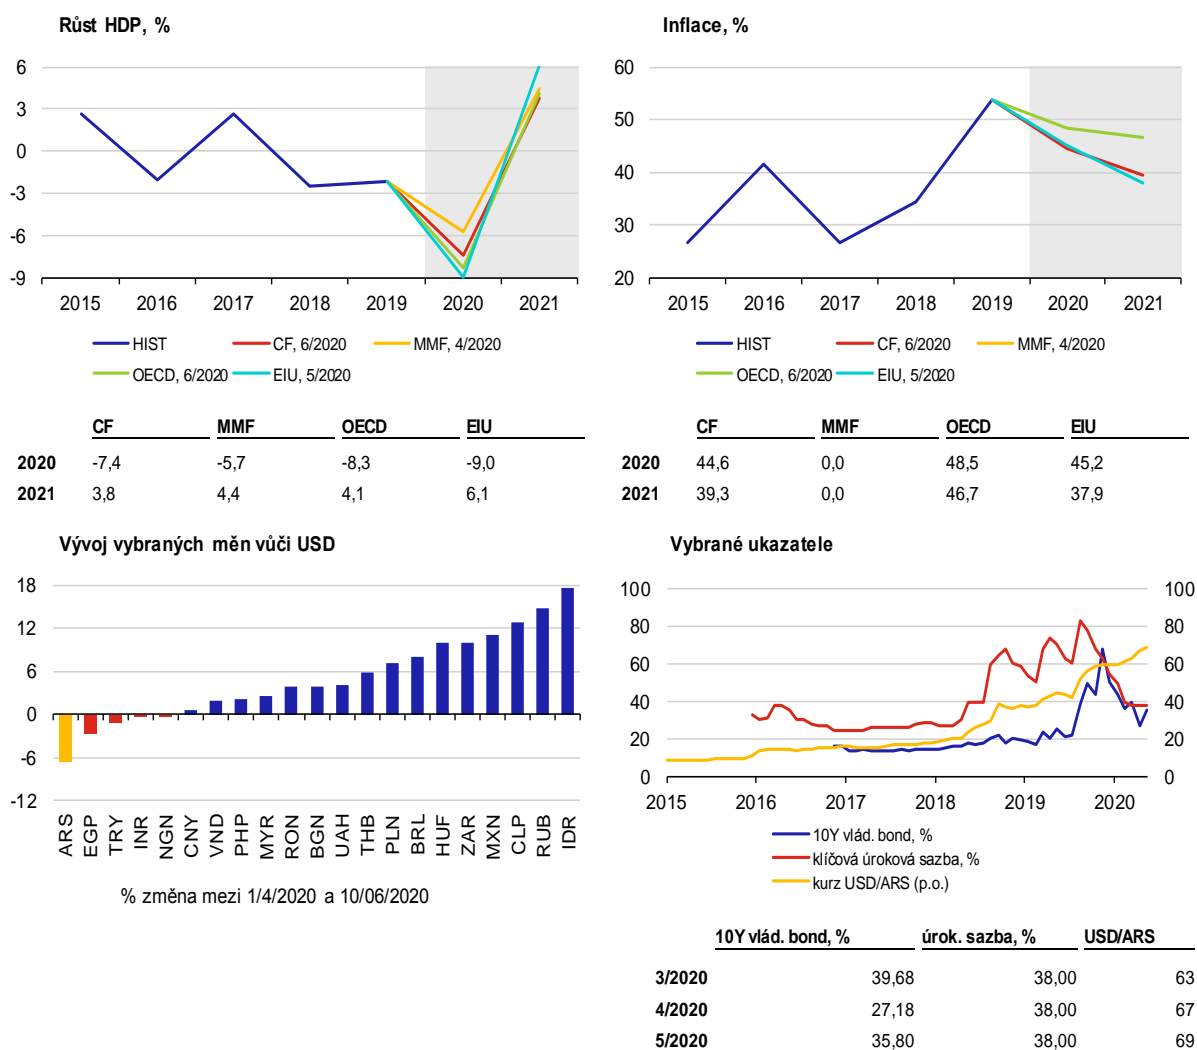 Růst HDP, %
6
3
0
-3
-6
-9
2015 2016 2017 2018 2019 2020 2021
HIST CF, 6/2020 MMF, 4/2020
OECD, 6/2020 EIU, 5/2020
CF MMF OECD EIU
2020 -7,4 -5,7 -8,3 -9,0
2021 3,8 4,4 4,1 6,1
Inflace, %
60
50
40
30
20
2015 2016 2017 2018 2019 2020 2021
HIST CF, 6/2020 MMF, 4/2020
OECD, 6/2020 EIU, 5/2020
CF MMF OECD EIU
2020 44,6 0,0 48,5 45,2
2021 39,3 0,0 46,7 37,9
Vývoj vybraných měn vůči USD
18
12
6
0
-6
-12
ARS EGP TRY INR NGN CNY VND PHP MYR RON BGN UAH THB PLN BRL HUF ZAR MXN CLP RUB IDR
% změna mezi 1/4/2020 a 10/06/2020
Vybrané ukazatele
100 100
80 80
60 60
40 40
20 20
0 0
2015 2016 2017 2018 2019 2020
10Y vlád. bond, %
klíčová úroková sazba, %
kurz USD/ARS (p.o.)
10Y vlád. bond, % úrok. sazba, % USD/ARS
3/2020 39,68 38,00 63
4/2020 27,18 38,00 67
5/2020 35,80 38,00 69